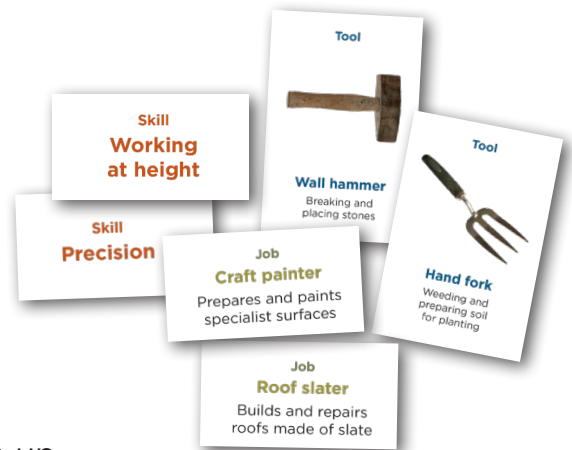 Tool
Wall hammer
Breaking and
placing stones
Skill
Working
at height
Tool
Hand fork
Weeding and
preparing soil
for planting
Skill
Precision
Job
Craft painter
Prepares and paints
specialist surfaces
Job
Roof slater
Builds and repairs
roofs made of slate